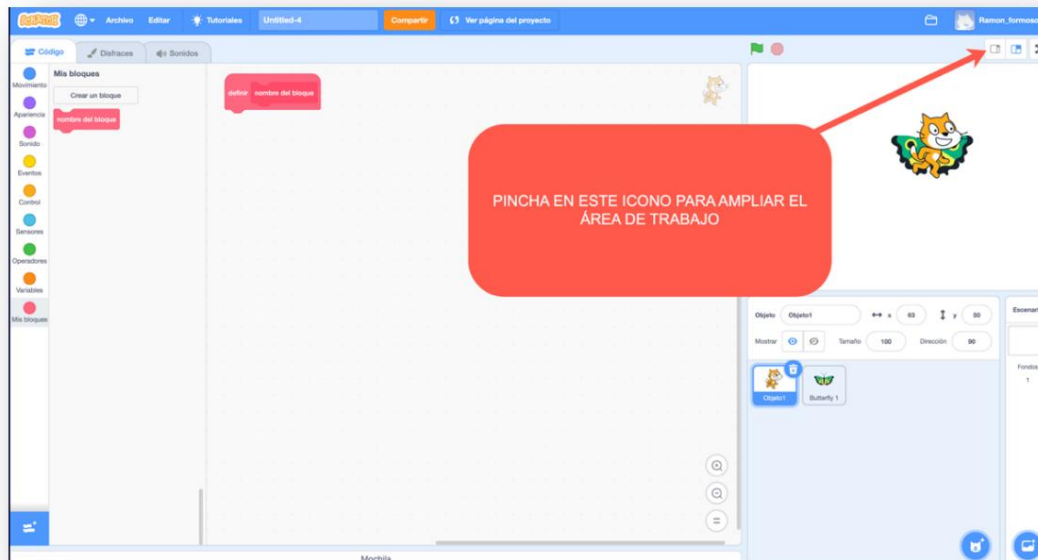 SCRATCH
Archivo
Editar
Tutoriales
Untitled-4
Compartir
Ver página del proyecto
Ramon_formoso
Código
Disfraces
Sonidos
Movimiento
Apariencia
Sonido
Eventos
Control
Sensores
Operadores
Variables
Mis bloques
Mis bloques
Crear un bloque
nombre del bloque
definir nombre del bloque
PINCHA EN ESTE ICONO PARA AMPLIAR EL
ÁREA DE TRABAJO
Objeto Objeto1 x 63 y 50
Mostrar Tamaño 100 Dirección 90
Objeto1
Butterfly 1
Escenari
Fondos
1
Mochila